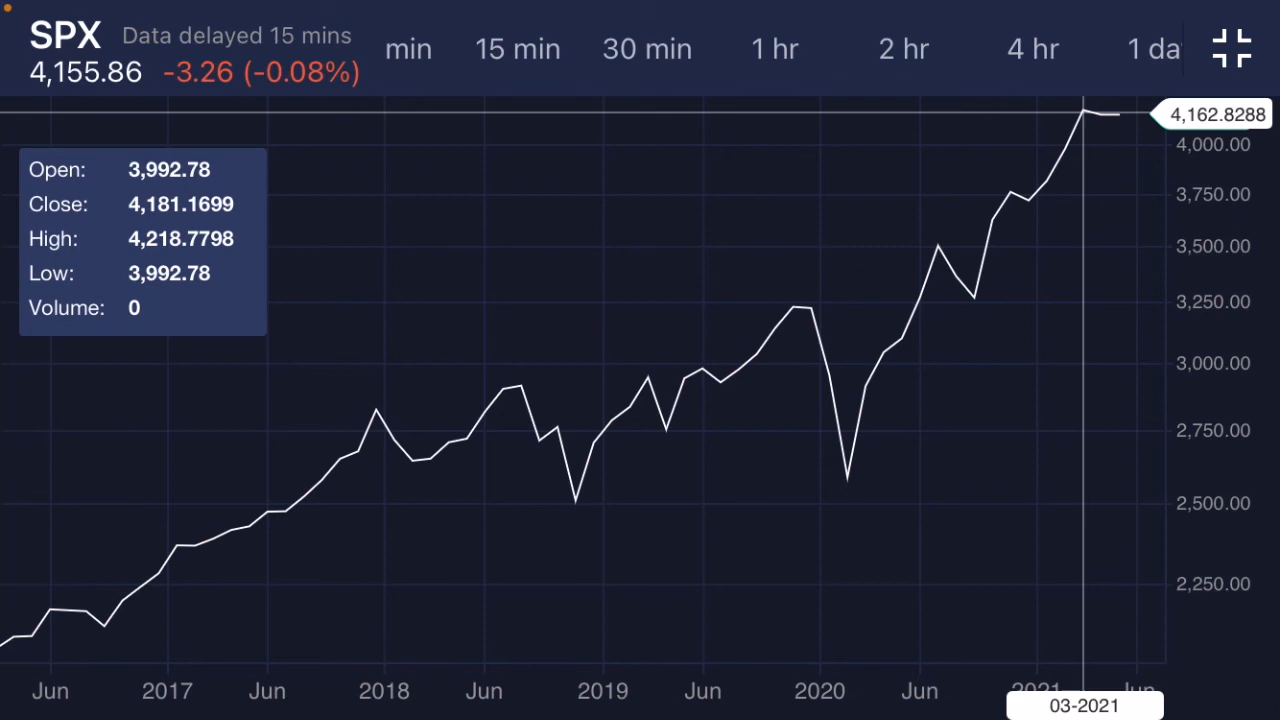 SPX Data delayed 15 mins
4,155.86 -3.26 (-0.08%)
min 15 min 30 min 1 hr 2 hr 4 hr 1 da
4,162.8288
4,000.00
3,750.00
3,500.00
3,250.00
3,000.00
2,750.00
2,500.00
2,250.00
Open: 3,992.78
Close: 4,181.1699
High: 4,218.7798
Low: 3,992.78
Volume: 0
Jun 2017 Jun 2018 Jun 2019 Jun 2020 Jun 2021 Jun
03-2021